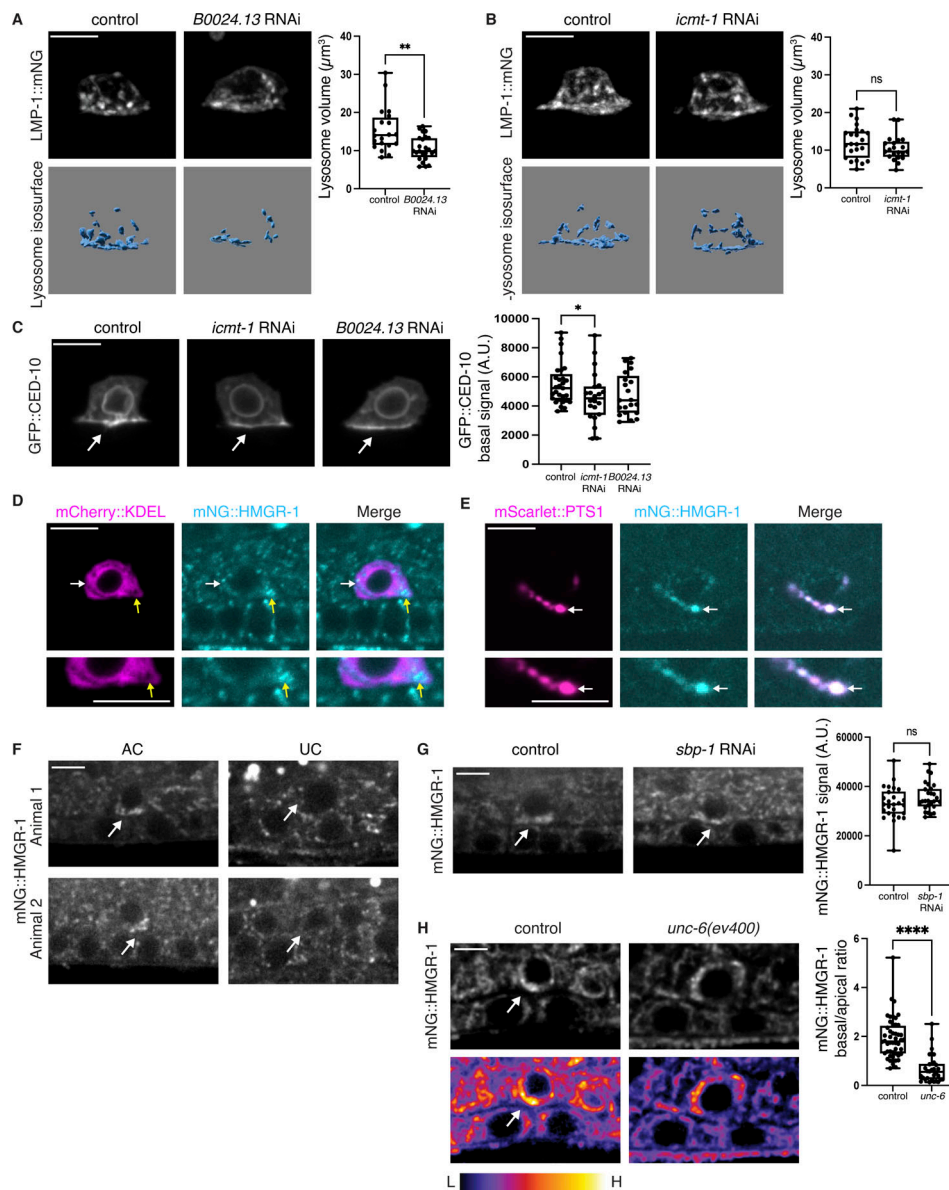 A
control
B0024.13 RNAi
LMP-1::mNG
Lysosome isosurface
Lysosome volume (µm³)
40
30
20
10
0
**
control
B0024.13
RNAi
B
control
icmt-1 RNAi
LMP-1::mNG
-ysosome isosurface
Lysosome volume (µm³)
40
30
20
10
0
ns
control
icmt-1
RNAi
C
control
icmt-1 RNAi
B0024.13 RNAi
GFP::CED-10
GFP::CED-10
basal signal (A.U.)
10000
8000
6000
4000
2000
0
*
control
icmt-1
RNAi
B0024.13
RNAi
D
mCherry::KDEL
mNG::HMGR-1
Merge
E
mScarlet::PTS1
mNG::HMGR-1
Merge
F
AC
UC
mNG::HMGR-1
Animal 1
Animal 2
G
control
sbp-1 RNAi
mNG::HMGR-1
mNG::HMGR-1 signal (A.U.)
60000
40000
20000
0
ns
control
sbp-1
RNAi
H
control
unc-6(ev400)
mNG::HMGR-1
L
H
mNG::HMGR-1
basal/apical ratio
6
4
2
0
****
control
unc-6